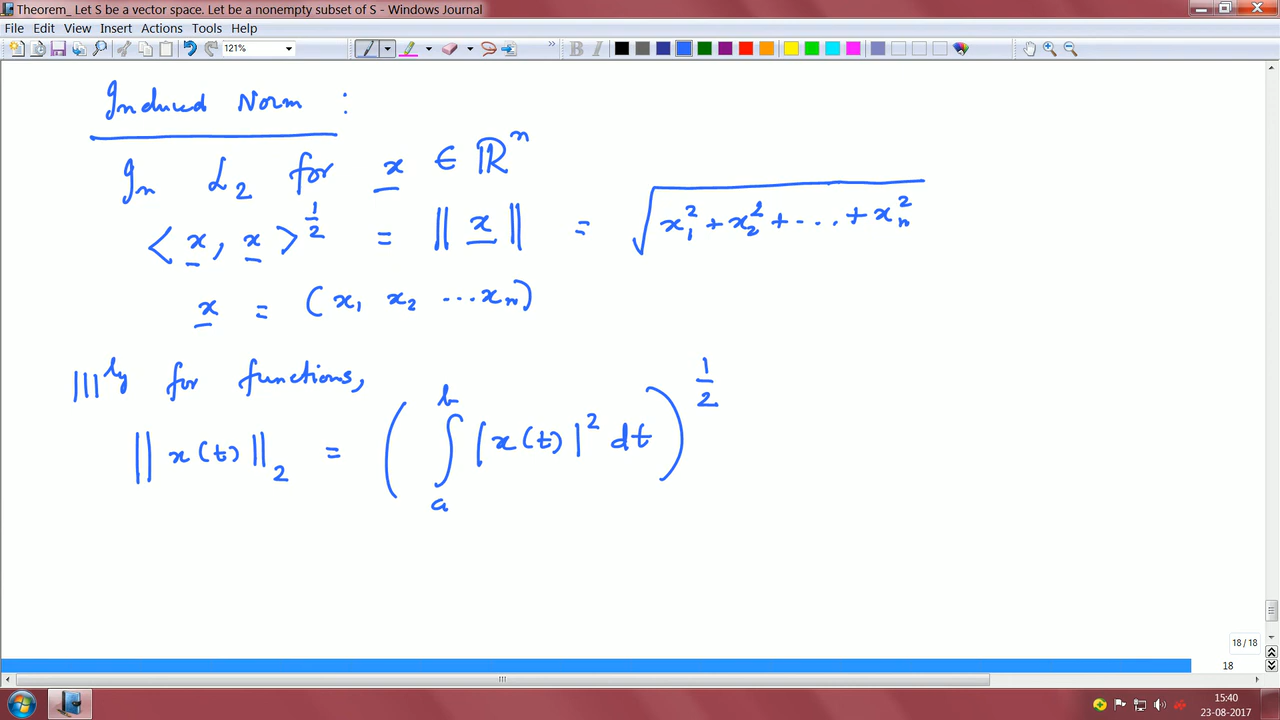 Theorem_ Let S be a vector space. Let be a nonempty subset of S - Windows Journal
File Edit View Insert Actions Tools Help
121%
Induced Norm :
In L₂ for x ∈ ℝⁿ
< x, x >^(1/2) = || x || = √(x₁² + x₂² + ... + xₙ²)
x = (x₁ x₂ ... xₙ)
|||ly for functions,
|| x(t) ||₂ = ( ∫ₐᵇ |x(t)|² dt )^(1/2)
18 / 18
18
15:40
23-08-2017